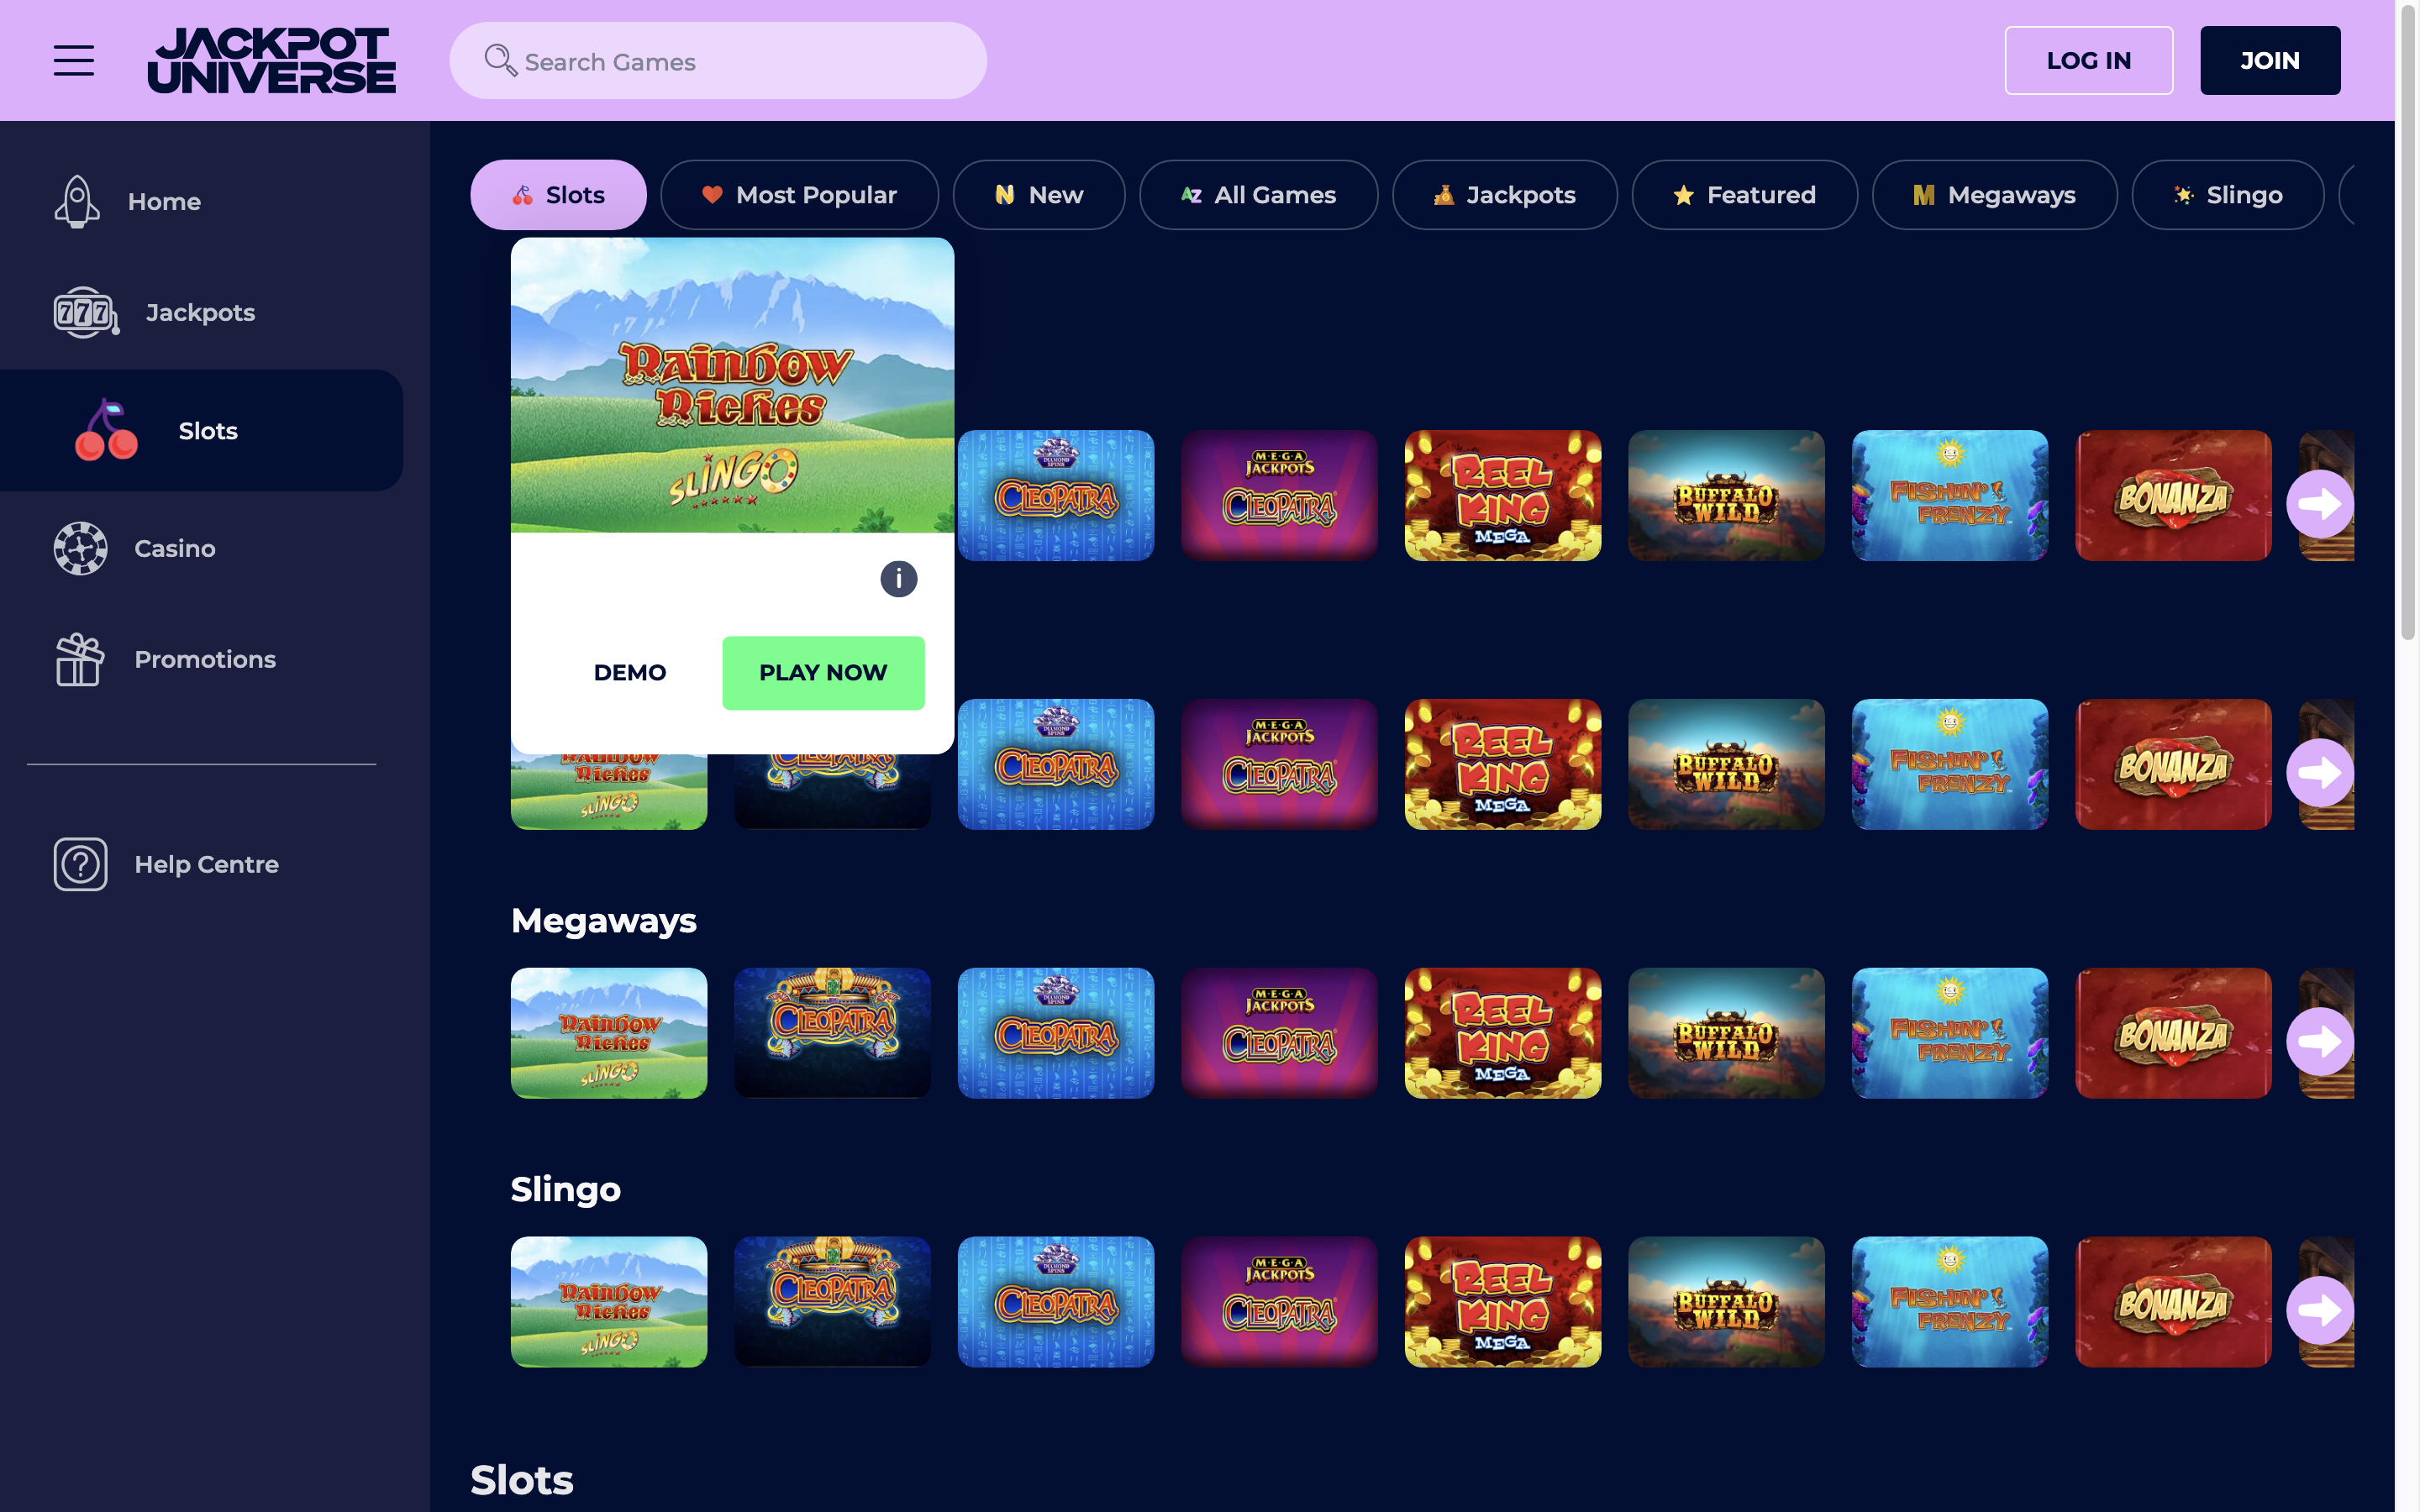 JACKPOT
UNIVERSE
Search Games
LOG IN
JOIN
Home
Jackpots
Slots
Casino
Promotions
Help Centre
Slots
Most Popular
N New
AZ All Games
Jackpots
Featured
M Megaways
Slingo
RAINBOW
RICHES
SLINGO
i
DEMO
PLAY NOW
DIAMOND
SPINS
CLEOPATRA
MEGA
JACKPOTS
CLEOPATRA
REEL
KING
MEGA
BUFFALO
WILD
FISHIN'
FRENZY
BONANZA
RAINBOW
RICHES
SLINGO
CLEOPATRA
DIAMOND
SPINS
CLEOPATRA
MEGA
JACKPOTS
CLEOPATRA
REEL
KING
MEGA
BUFFALO
WILD
FISHIN'
FRENZY
BONANZA
Megaways
RAINBOW
RICHES
SLINGO
CLEOPATRA
DIAMOND
SPINS
CLEOPATRA
MEGA
JACKPOTS
CLEOPATRA
REEL
KING
MEGA
BUFFALO
WILD
FISHIN'
FRENZY
BONANZA
Slingo
RAINBOW
RICHES
SLINGO
CLEOPATRA
DIAMOND
SPINS
CLEOPATRA
MEGA
JACKPOTS
CLEOPATRA
REEL
KING
MEGA
BUFFALO
WILD
FISHIN'
FRENZY
BONANZA
Slots